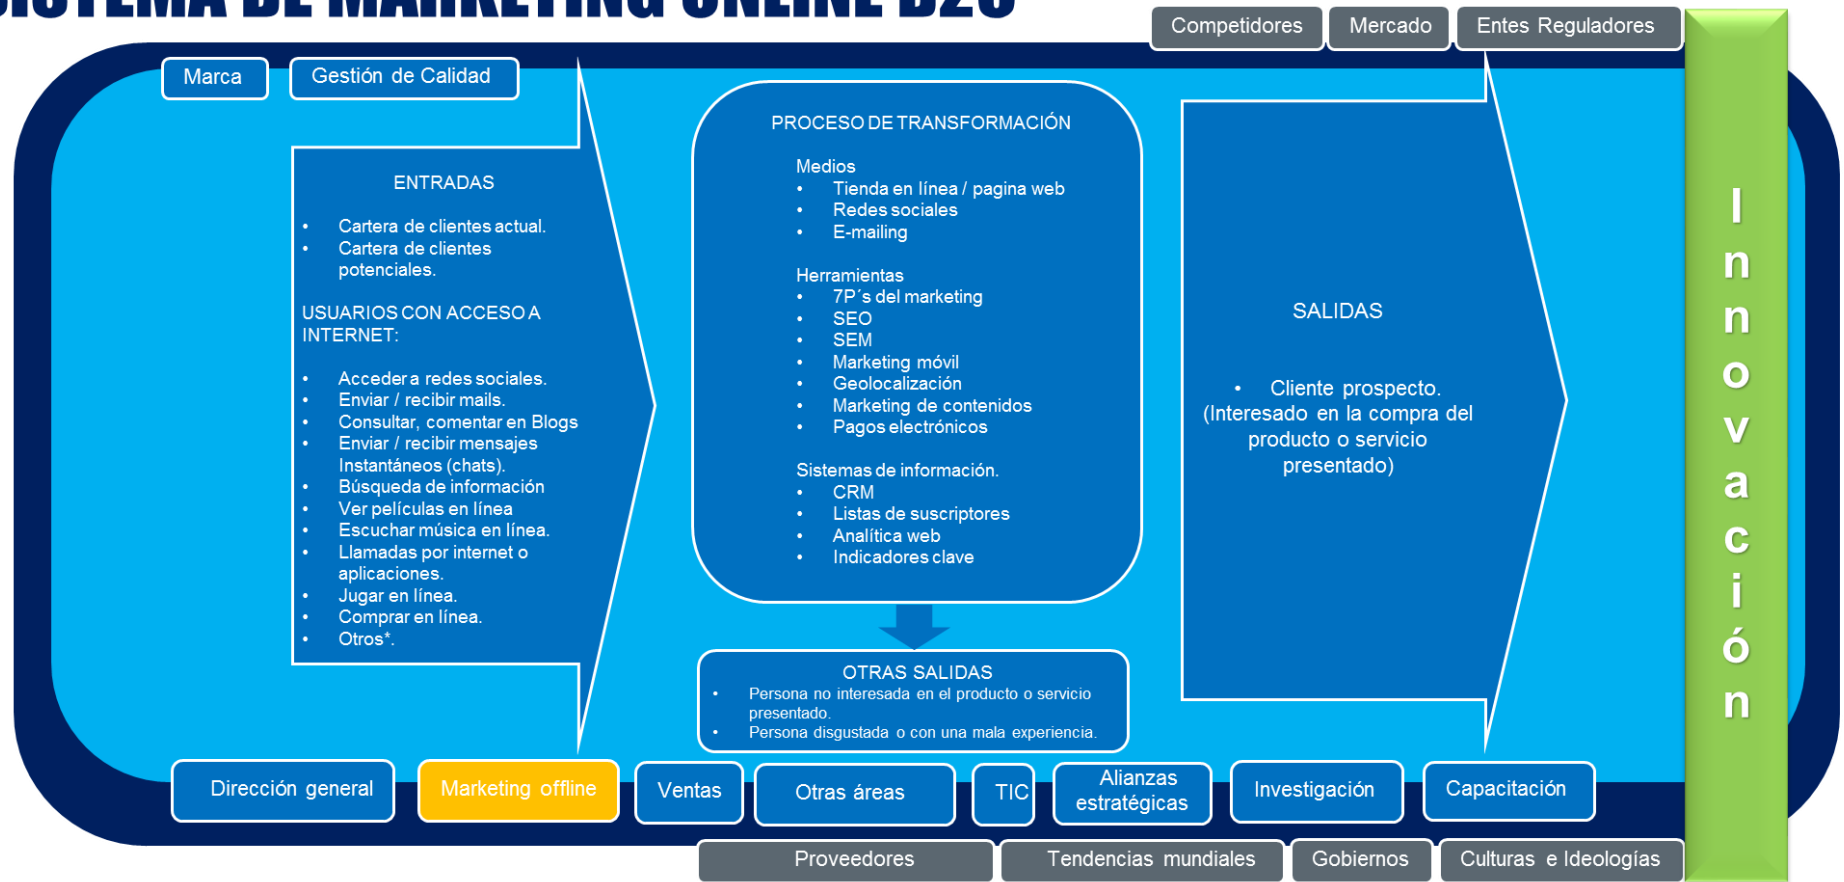 SISTEMA DE MARKETING ONLINE B2C
Competidores
Mercado
Entes Reguladores
Marca
Gestión de Calidad
ENTRADAS
• Cartera de clientes actual.
• Cartera de clientes
potenciales.
USUARIOS CON ACCESO A
INTERNET:
• Acceder a redes sociales.
• Enviar / recibir mails.
• Consultar, comentar en Blogs
• Enviar / recibir mensajes
Instantáneos (chats).
• Búsqueda de información
• Ver películas en línea
• Escuchar música en línea.
• Llamadas por internet o
aplicaciones.
• Jugar en línea.
• Comprar en línea.
• Otros*.
PROCESO DE TRANSFORMACIÓN
Medios
• Tienda en línea / pagina web
• Redes sociales
• E-mailing
Herramientas
• 7P´s del marketing
• SEO
• SEM
• Marketing móvil
• Geolocalización
• Marketing de contenidos
• Pagos electrónicos
Sistemas de información.
• CRM
• Listas de suscriptores
• Analítica web
• Indicadores clave
OTRAS SALIDAS
• Persona no interesada en el producto o servicio
presentado.
• Persona disgustada o con una mala experiencia.
SALIDAS
• Cliente prospecto.
(Interesado en la compra del
producto o servicio
presentado)
Innovación
Dirección general
Marketing offline
Ventas
Otras áreas
TIC
Alianzas
estratégicas
Investigación
Capacitación
Proveedores
Tendencias mundiales
Gobiernos
Culturas e Ideologías